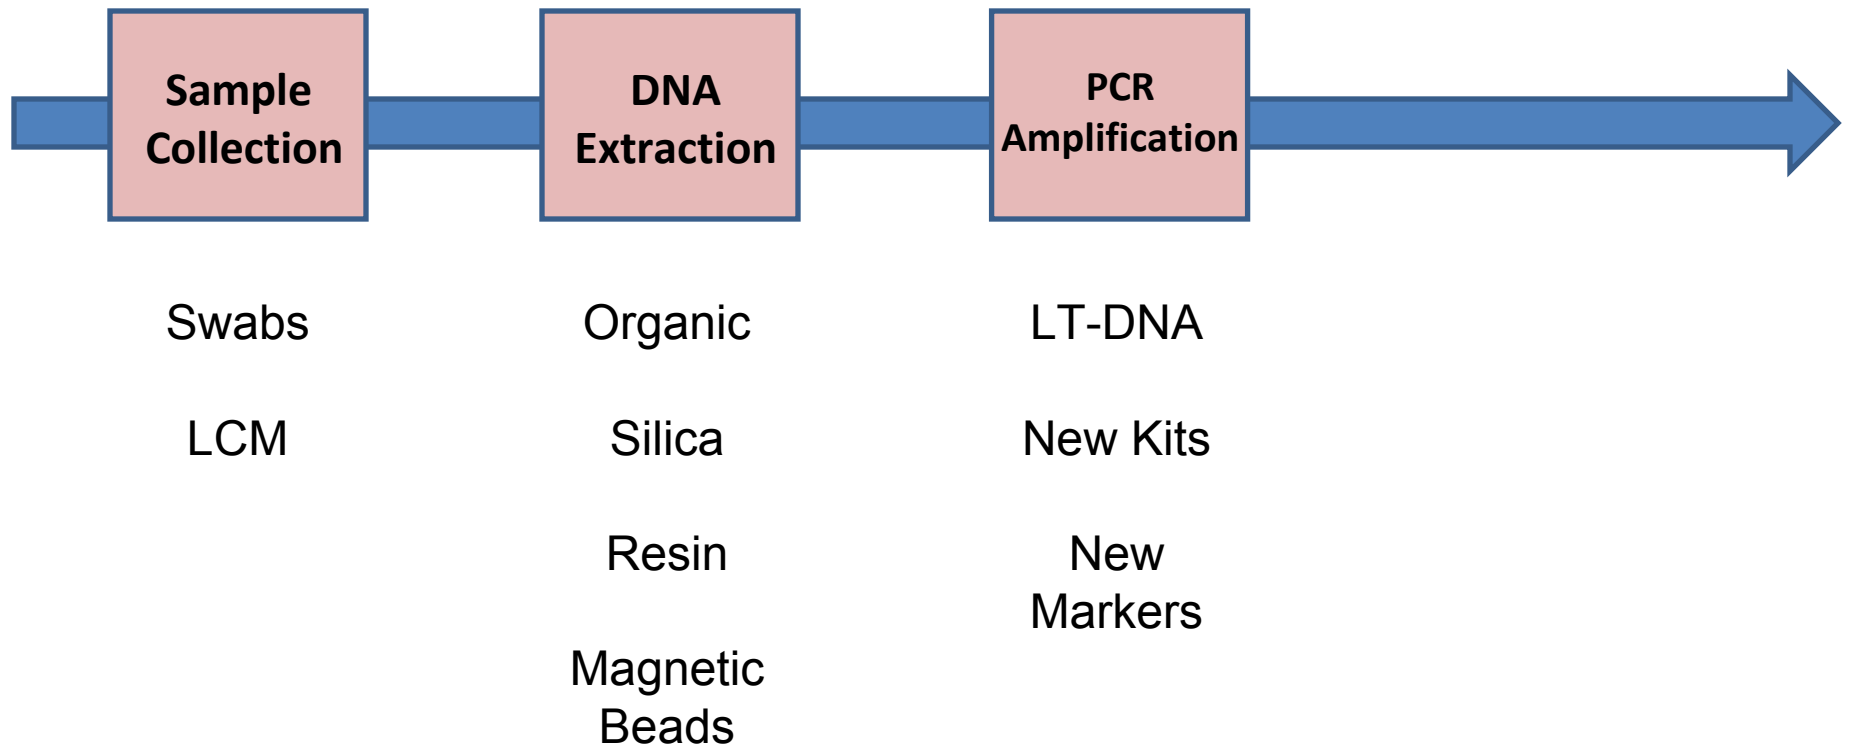 Sample
Collection
DNA
Extraction
PCR
Amplification
Swabs
LCM
Organic
Silica
Resin
Magnetic
Beads
LT-DNA
New Kits
New
Markers